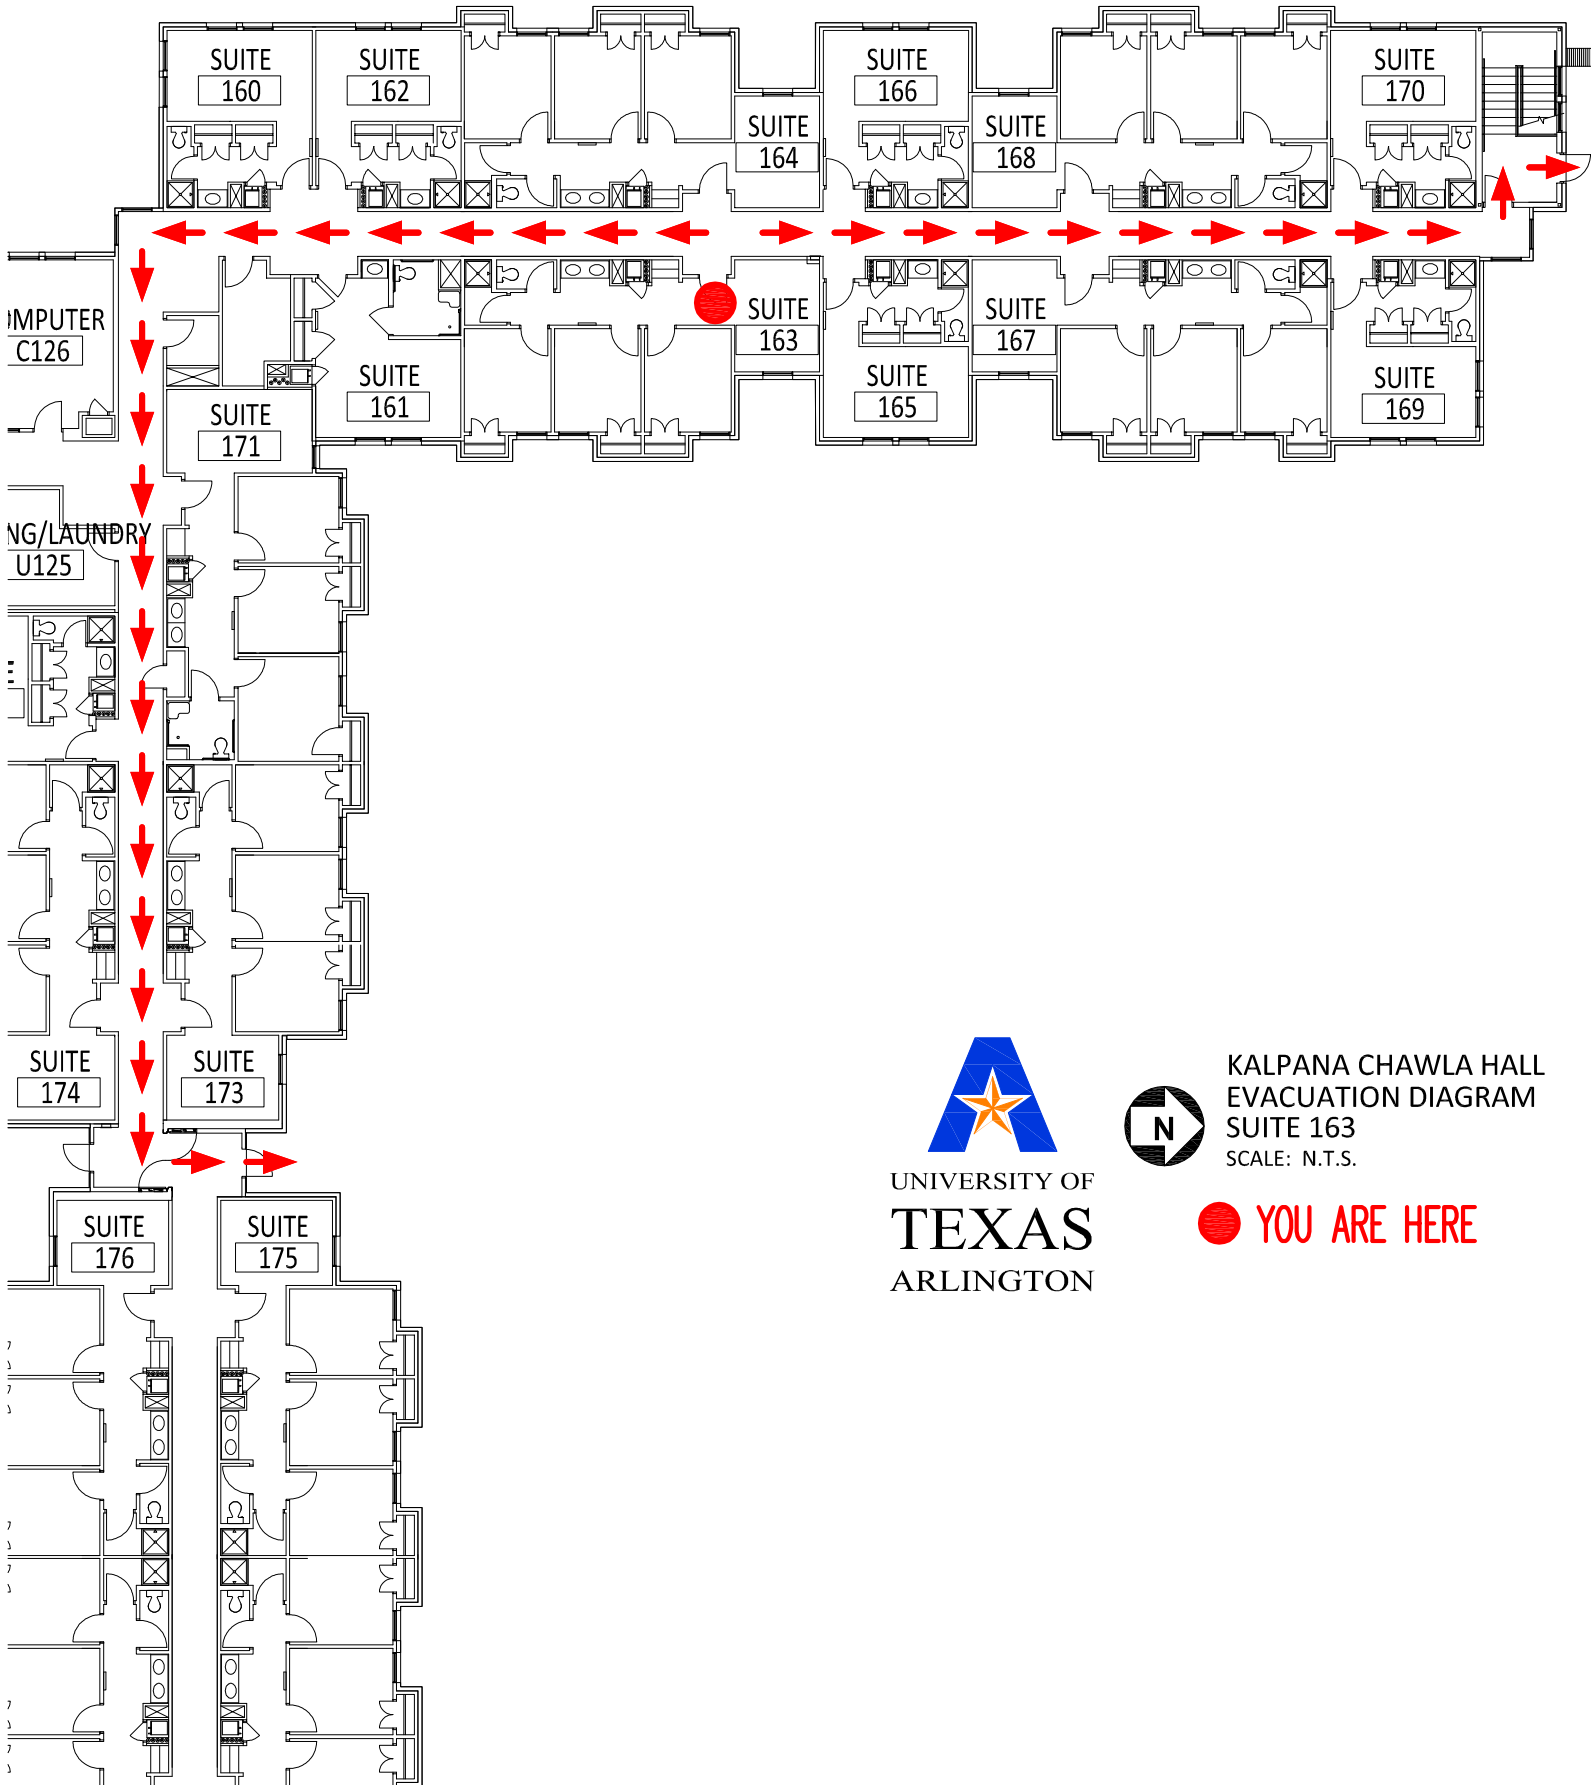 SUITE
160
SUITE
162
SUITE
164
SUITE
166
SUITE
168
SUITE
170
OMPUTER
C126
SUITE
161
SUITE
163
SUITE
165
SUITE
167
SUITE
169
SUITE
171
NG/LAUNDRY
U125
SUITE
174
SUITE
173
SUITE
176
SUITE
175
UNIVERSITY OF
TEXAS
ARLINGTON
N
KALPANA CHAWLA HALL
EVACUATION DIAGRAM
SUITE 163
SCALE: N.T.S.
YOU ARE HERE